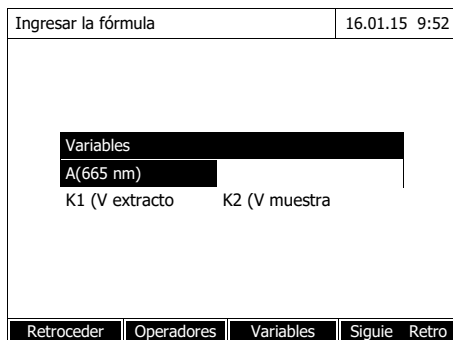 Ingresar la fórmula 16.01.15 9:52
Variables
A(665 nm)
K1 (V extracto K2 (V muestra
Retroceder Operadores Variables Siguie Retro